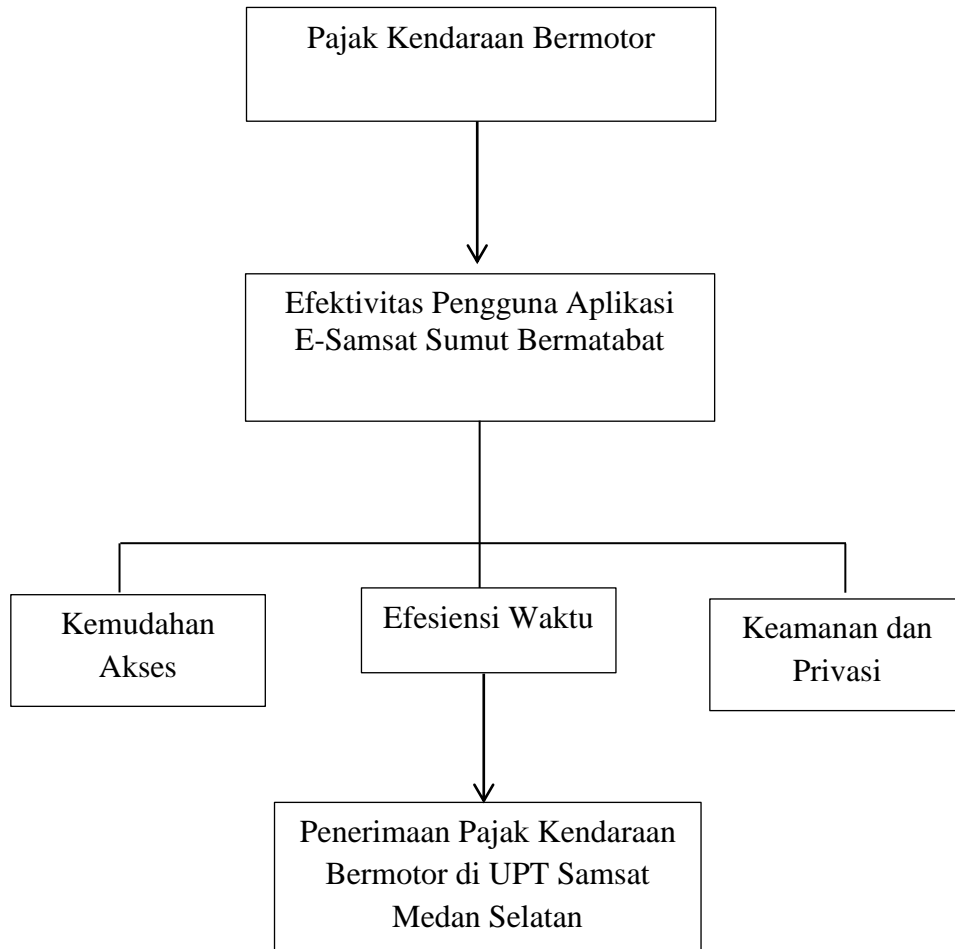 Pajak Kendaraan Bermotor
Efektivitas Pengguna Aplikasi
E-Samsat Sumut Bermatabat
Kemudahan
Akses
Efesiensi Waktu
Keamanan dan
Privasi
Penerimaan Pajak Kendaraan
Bermotor di UPT Samsat
Medan Selatan